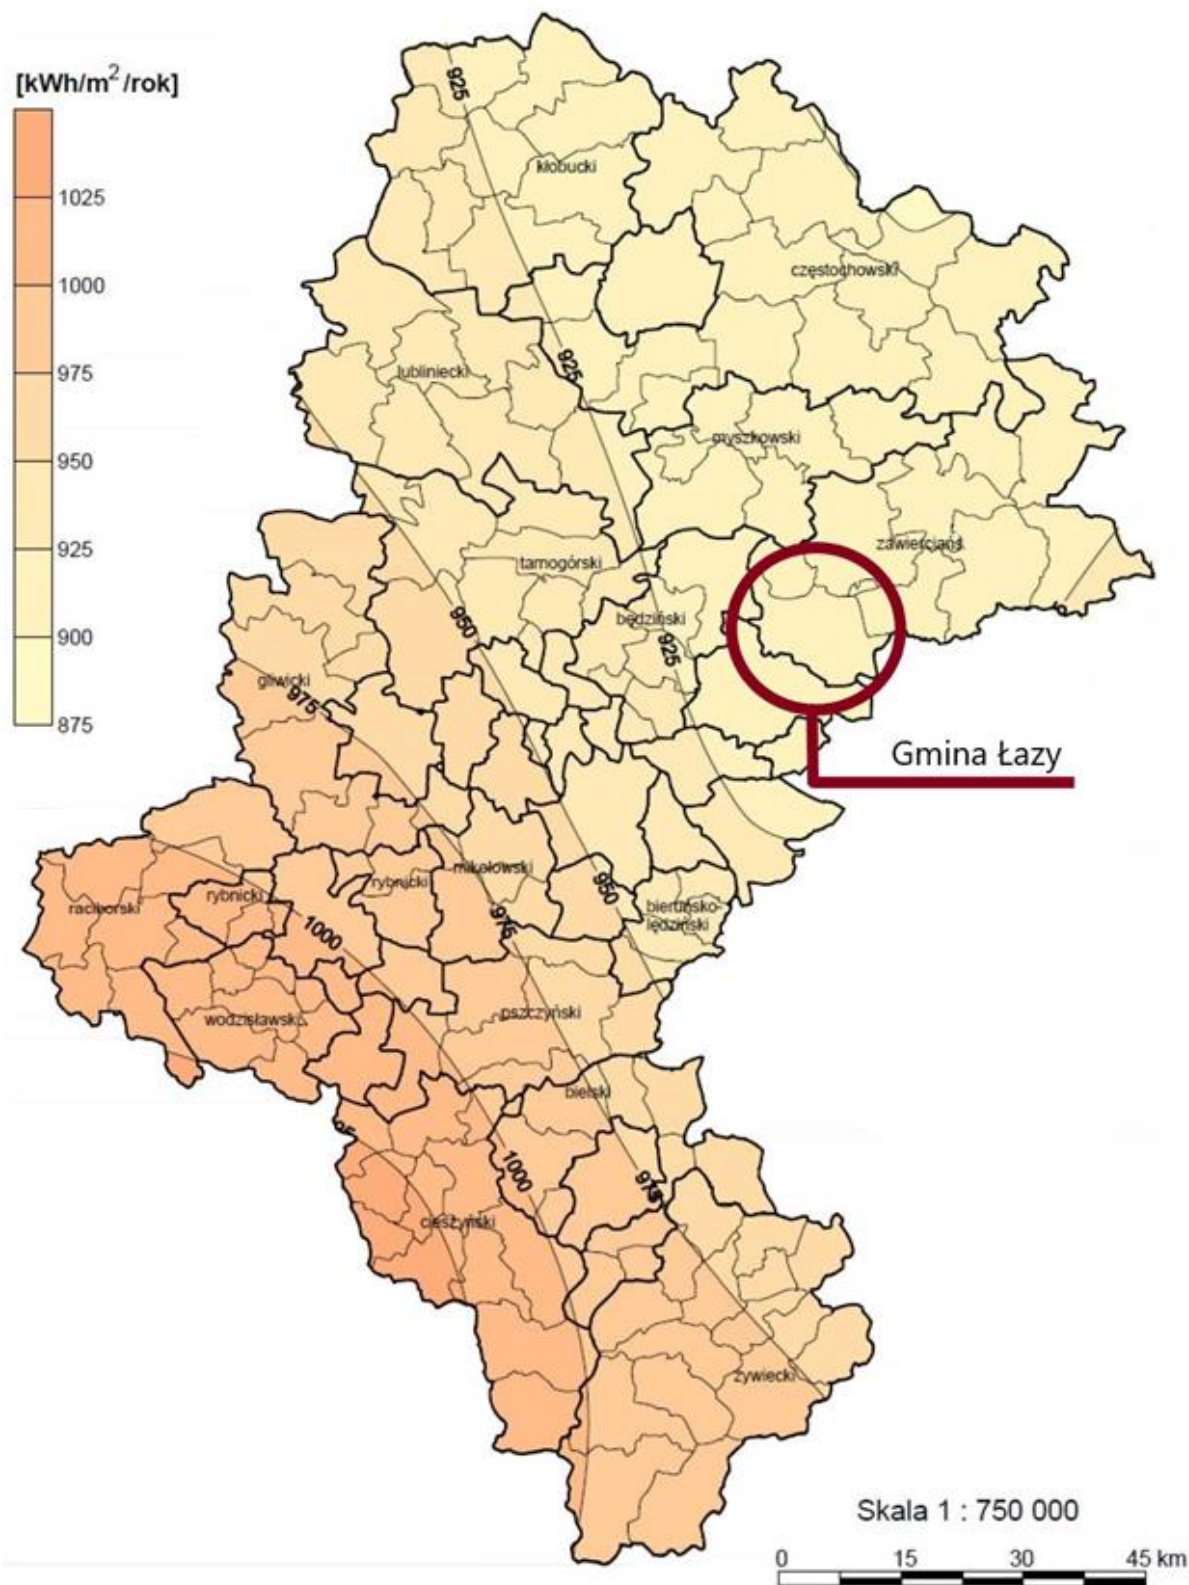 [kWh/m²/rok]
1025
1000
975
950
925
900
875
925
kłobucki
częstochowski
925
lubliniecki
myszkowski
zawierciańs
tarnogórski
będziński
950
925
gliwicki
975
Gmina Łazy
mikołowski
rybnicki
rybnicki
raciborski
950
bieruńsko-
lędziński
1000
975
pszczyński
wodzisławski
bielski
1000
975
cieszyński
żywiecki
Skala 1 : 750 000
0 15 30 45 km